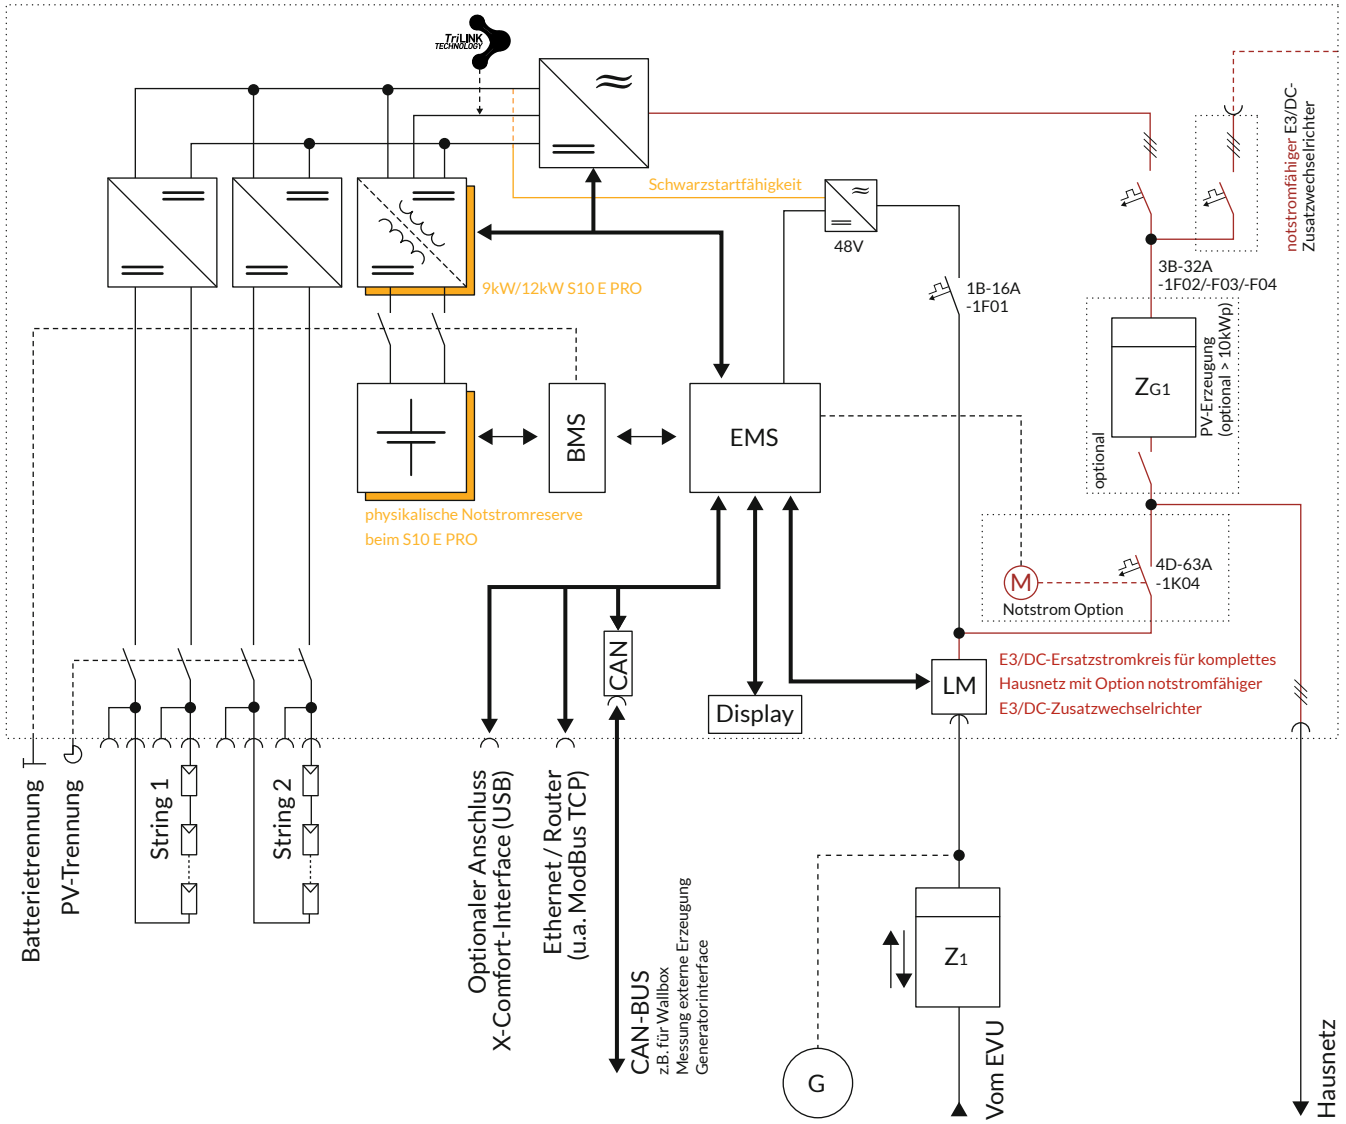 TriLINK
TECHNOLOGY
notstromfähiger E3/DC-
Zusatzwechselrichter
Schwarzstartfähigkeit
48V
9kW/12kW S10 E PRO
1B-16A
-1F01
3B-32A
-1F02/-F03/-F04
ZG1
PV-Erzeugung
(optional > 10kWp)
optional
BMS
EMS
physikalische Notstromreserve
beim S10 E PRO
M
Notstrom Option
4D-63A
-1K04
CAN
Display
LM
E3/DC-Ersatzstromkreis für komplettes
Hausnetz mit Option notstromfähiger
E3/DC-Zusatzwechselrichter
Batterietrennung
PV-Trennung
String 1
String 2
Optionaler Anschluss
X-Comfort-Interface (USB)
Ethernet / Router
(u.a. ModBus TCP)
CAN-BUS
z.B. für Wallbox
Messung externe Erzeugung
Generatorinterface
Z1
G
Vom EVU
Hausnetz